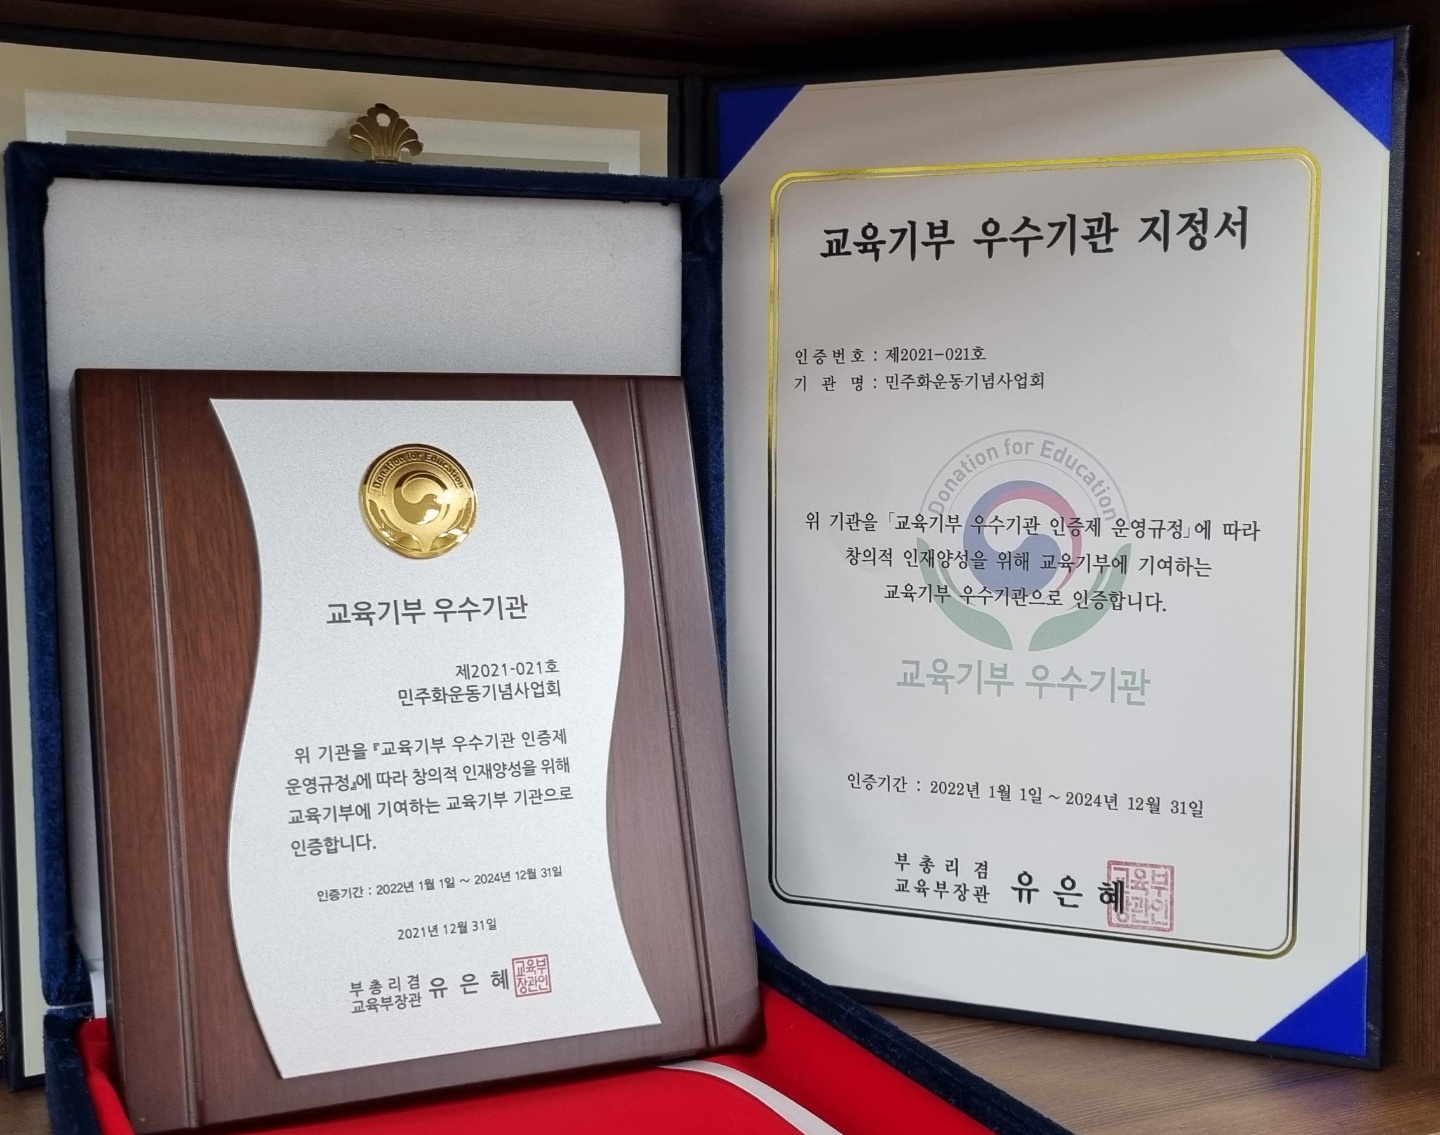 Donation for Education
교육기부 우수기관
제2021-021호
민주화운동기념사업회
위 기관을 『교육기부 우수기관 인증제
운영규정』에 따라 창의적 인재양성을 위해
교육기부에 기여하는 교육기부 기관으로
인증합니다.
인증기간 : 2022년 1월 1일 ～ 2024년 12월 31일
2021년 12월 31일
부총리겸
교육부장관 유은혜
교육부
장관인
교육기부 우수기관 지정서
인증번호 : 제2021-021호
기 관 명 : 민주화운동기념사업회
Donation for Education
위 기관을 「교육기부 우수기관 인증제 운영규정」에 따라
창의적 인재양성을 위해 교육기부에 기여하는
교육기부 우수기관으로 인증합니다.
교육기부 우수기관
인증기간 : 2022년 1월 1일 ~ 2024년 12월 31일
부총리겸
교육부장관 유은혜
교육부
장관인